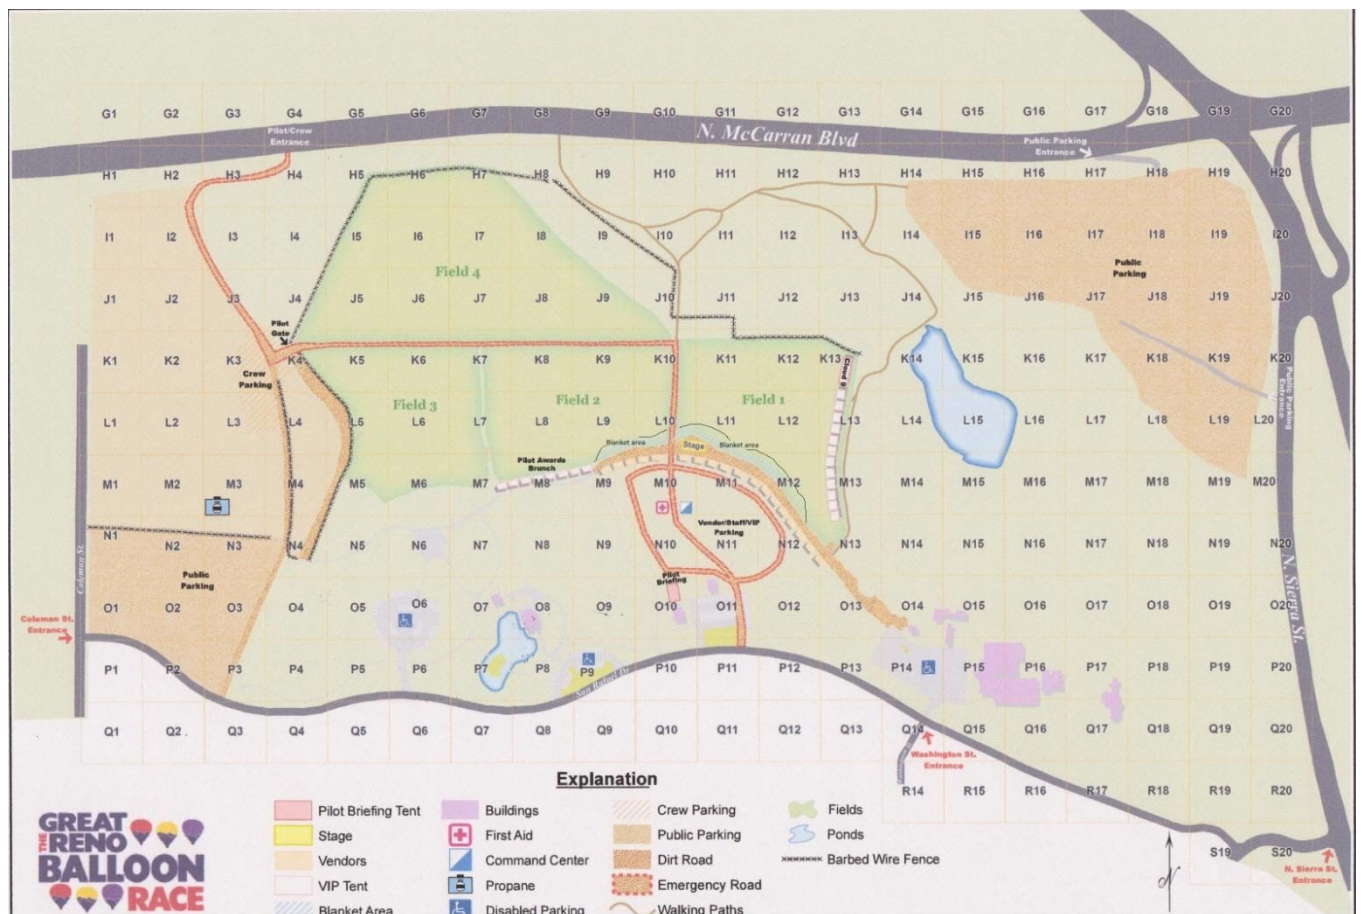 G1 G2 G3 G4 G5 G6 G7 G8 G9 G10 G11 G12 G13 G14 G15 G16 G17 G18 G19 G20
Pilot/Crew
Entrance
N. McCarran Blvd
Public Parking
Entrance
H1 H2 H3 H4 H5 H6 H7 H8 H9 H10 H11 H12 H13 H14 H15 H16 H17 H18 H19 H20
I1 I2 I3 I4 I5 I6 I7 I8 I9 I10 I11 I12 I13 I14 I15 I16 I17 I18 I19 I20
Field 4
Public
Parking
J1 J2 J3 J4 J5 J6 J7 J8 J9 J10 J11 J12 J13 J14 J15 J16 J17 J18 J19 J20
Pilot
Gate
K1 K2 K3 K4 K5 K6 K7 K8 K9 K10 K11 K12 K13 K14 K15 K16 K17 K18 K19 K20
Crew
Parking
Cloud 9
Public Parking
Entrance
Field 3
Field 2
Field 1
L1 L2 L3 L4 L5 L6 L7 L8 L9 L10 L11 L12 L13 L14 L15 L16 L17 L18 L19 L20
Blanket area
Stage
Blanket area
Pilot Awards
Brunch
M1 M2 M3 M4 M5 M6 M7 M8 M9 M10 M11 M12 M13 M14 M15 M16 M17 M18 M19 M20
Vendor/Staff/VIP
Parking
N1 N2 N3 N4 N5 N6 N7 N8 N9 N10 N11 N12 N13 N14 N15 N16 N17 N18 N19 N20
Coleman St.
Public
Parking
Pilot
Briefing
N. Sierra St.
O1 O2 O3 O4 O5 O6 O7 O8 O9 O10 O11 O12 O13 O14 O15 O16 O17 O18 O19 O20
Coleman St.
Entrance
P1 P2 P3 P4 P5 P6 P7 P8 P9 P10 P11 P12 P13 P14 P15 P16 P17 P18 P19 P20
San Rafael Dr
Q1 Q2 Q3 Q4 Q5 Q6 Q7 Q8 Q9 Q10 Q11 Q12 Q13 Q14 Q15 Q16 Q17 Q18 Q19 Q20
Washington St.
Entrance
R14 R15 R16 R17 R18 R19 R20
S19 S20
N. Sierra St.
Entrance
N
Explanation
Pilot Briefing Tent
Stage
Vendors
VIP Tent
Blanket Area
Buildings
First Aid
Command Center
Propane
Disabled Parking
Crew Parking
Public Parking
Dirt Road
Emergency Road
Walking Paths
Fields
Ponds
Barbed Wire Fence
THE
GREAT
RENO
BALLOON
RACE